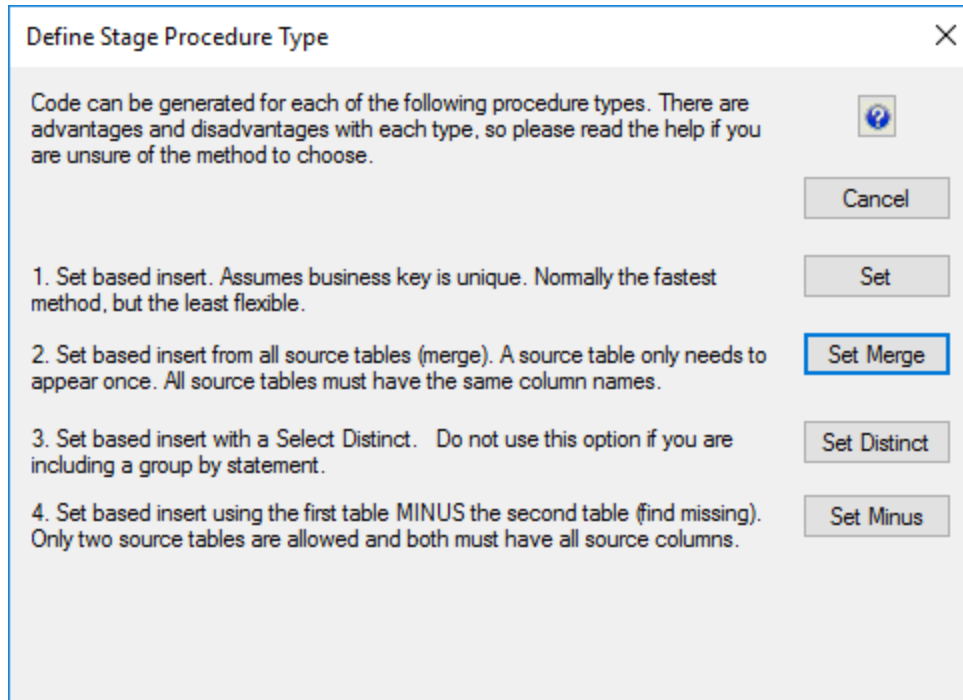 Define Stage Procedure Type
Code can be generated for each of the following procedure types. There are
advantages and disadvantages with each type, so please read the help if you
are unsure of the method to choose.
Cancel
1. Set based insert. Assumes business key is unique. Normally the fastest
method, but the least flexible.
Set
2. Set based insert from all source tables (merge). A source table only needs to
appear once. All source tables must have the same column names.
Set Merge
3. Set based insert with a Select Distinct.   Do not use this option if you are
including a group by statement.
Set Distinct
4. Set based insert using the first table MINUS the second table (find missing).
Only two source tables are allowed and both must have all source columns.
Set Minus